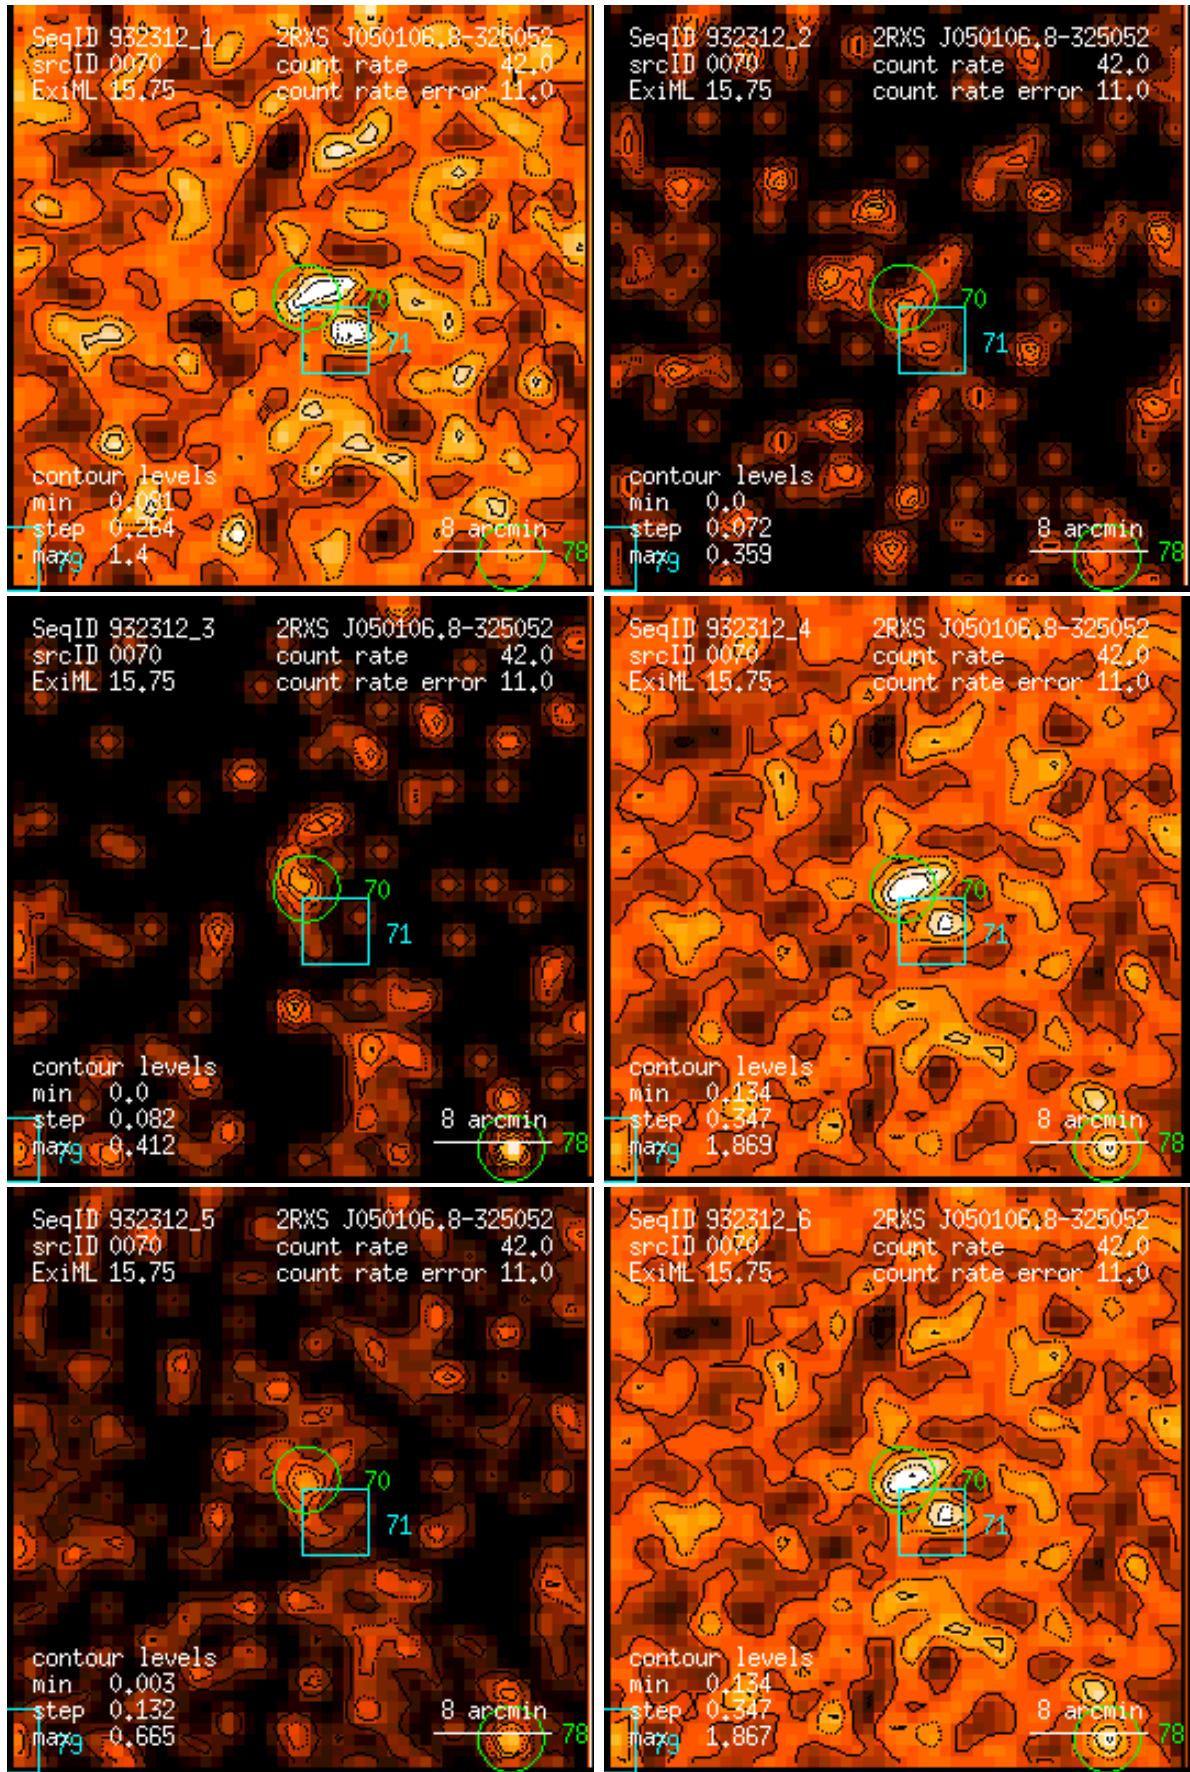 SeqID 932312_1 2RXS J050106.8-325052
srcID 0070 count rate 42.0
ExiML 15.75 count rate error 11.0
70
71
contour levels
min 0.081
step 0.264 8 arcmin
max 1.4
79
78
SeqID 932312_2 2RXS J050106.8-325052
srcID 0070 count rate 42.0
ExiML 15.75 count rate error 11.0
70
71
contour levels
min 0.0
step 0.072 8 arcmin
max 0.359
79
78
SeqID 932312_3 2RXS J050106.8-325052
srcID 0070 count rate 42.0
ExiML 15.75 count rate error 11.0
70
71
contour levels
min 0.0
step 0.082 8 arcmin
max 0.412
79
78
SeqID 932312_4 2RXS J050106.8-325052
srcID 0070 count rate 42.0
ExiML 15.75 count rate error 11.0
70
71
contour levels
min 0.134
step 0.347 8 arcmin
max 1.869
79
78
SeqID 932312_5 2RXS J050106.8-325052
srcID 0070 count rate 42.0
ExiML 15.75 count rate error 11.0
70
71
contour levels
min 0.003
step 0.132 8 arcmin
max 0.665
79
78
SeqID 932312_6 2RXS J050106.8-325052
srcID 0070 count rate 42.0
ExiML 15.75 count rate error 11.0
70
71
contour levels
min 0.134
step 0.347 8 arcmin
max 1.867
79
78